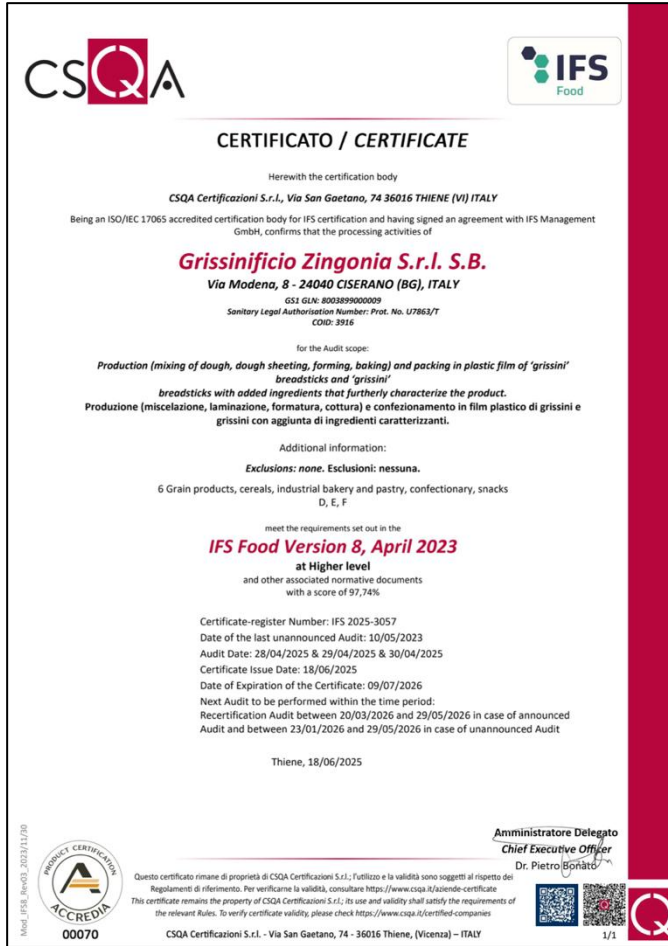 CSQA
IFS
Food
CERTIFICATO / CERTIFICATE
Herewith the certification body
CSQA Certificazioni S.r.l., Via San Gaetano, 74 36016 THIENE (VI) ITALY
Being an ISO/IEC 17065 accredited certification body for IFS certification and having signed an agreement with IFS Management
GmbH, confirms that the processing activities of
Grissinificio Zingonia S.r.l. S.B.
Via Modena, 8 - 24040 CISERANO (BG), ITALY
GS1 GLN: 8003899000009
Sanitary Legal Authorisation Number: Prot. No. U7863/T
COID: 3916
for the Audit scope:
Production (mixing of dough, dough sheeting, forming, baking) and packing in plastic film of ‘grissini’
breadsticks and ‘grissini’
breadsticks with added ingredients that furtherly characterize the product.
Produzione (miscelazione, laminazione, formatura, cottura) e confezionamento in film plastico di grissini e
grissini con aggiunta di ingredienti caratterizzanti.
Additional information:
Exclusions: none. Esclusioni: nessuna.
6 Grain products, cereals, industrial bakery and pastry, confectionary, snacks
D, E, F
meet the requirements set out in the
IFS Food Version 8, April 2023
at Higher level
and other associated normative documents
with a score of 97,74%
Certificate-register Number: IFS 2025-3057
Date of the last unannounced Audit: 10/05/2023
Audit Date: 28/04/2025 & 29/04/2025 & 30/04/2025
Certificate Issue Date: 18/06/2025
Date of Expiration of the Certificate: 09/07/2026
Next Audit to be performed within the time period:
Recertification Audit between 20/03/2026 and 29/05/2026 in case of announced
Audit and between 23/01/2026 and 29/05/2026 in case of unannounced Audit
Thiene, 18/06/2025
Amministratore Delegato
Chief Executive Officer
Dr. Pietro Bonato
Mod_IFS8_Rev03_2023/11/30
PRODUCT CERTIFICATION
ACCREDIA
00070
Questo certificato rimane di proprietà di CSQA Certificazioni S.r.l.; l'utilizzo e la validità sono soggetti al rispetto dei
Regolamenti di riferimento. Per verificarne la validità, consultare https://www.csqa.it/aziende-certificate
This certificate remains the property of CSQA Certificazioni S.r.l.; its use and validity shall satisfy the requirements of
the relevant Rules. To verify certificate validity, please check https://www.csqa.it/certified-companies
CSQA Certificazioni S.r.l. - Via San Gaetano, 74 - 36016 Thiene, (Vicenza) – ITALY
1/1